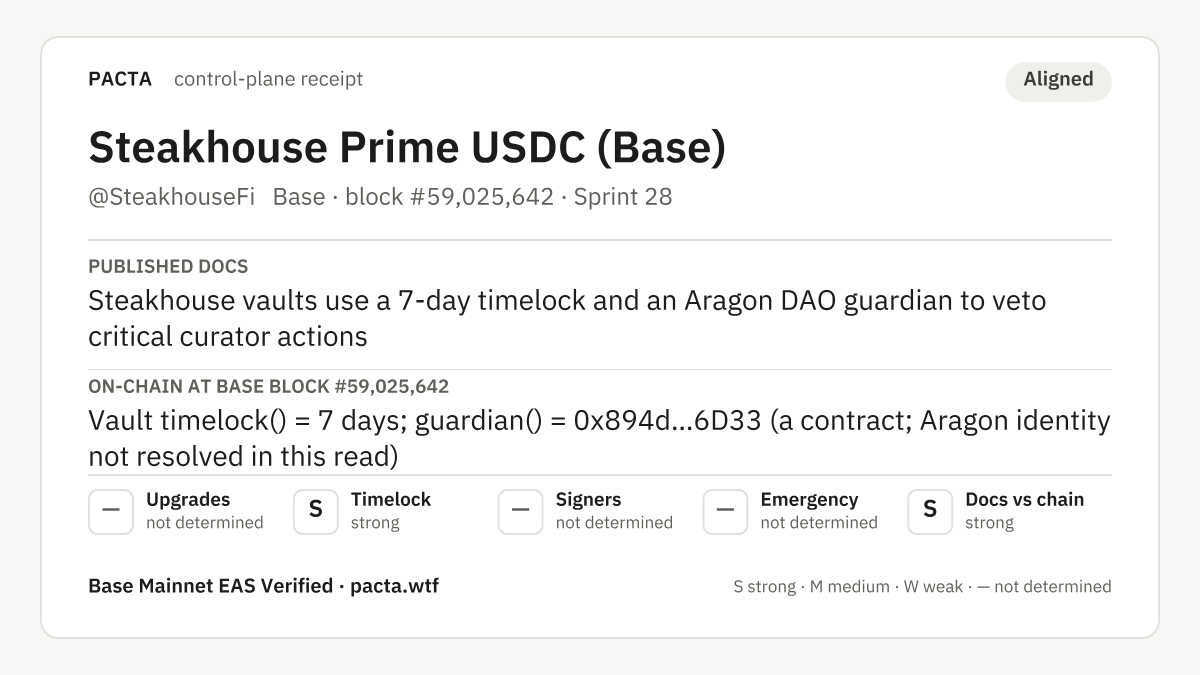 PACTA control-plane receipt
Aligned
Steakhouse Prime USDC (Base)
@SteakhouseFi Base · block #59,025,642 · Sprint 28
PUBLISHED DOCS
Steakhouse vaults use a 7-day timelock and an Aragon DAO guardian to veto
critical curator actions
ON-CHAIN AT BASE BLOCK #59,025,642
Vault timelock() = 7 days; guardian() = 0x894d...6D33 (a contract; Aragon identity
not resolved in this read)
— Upgrades
not determined
S Timelock
strong
— Signers
not determined
— Emergency
not determined
S Docs vs chain
strong
Base Mainnet EAS Verified · pacta.wtf
S strong · M medium · W weak · — not determined